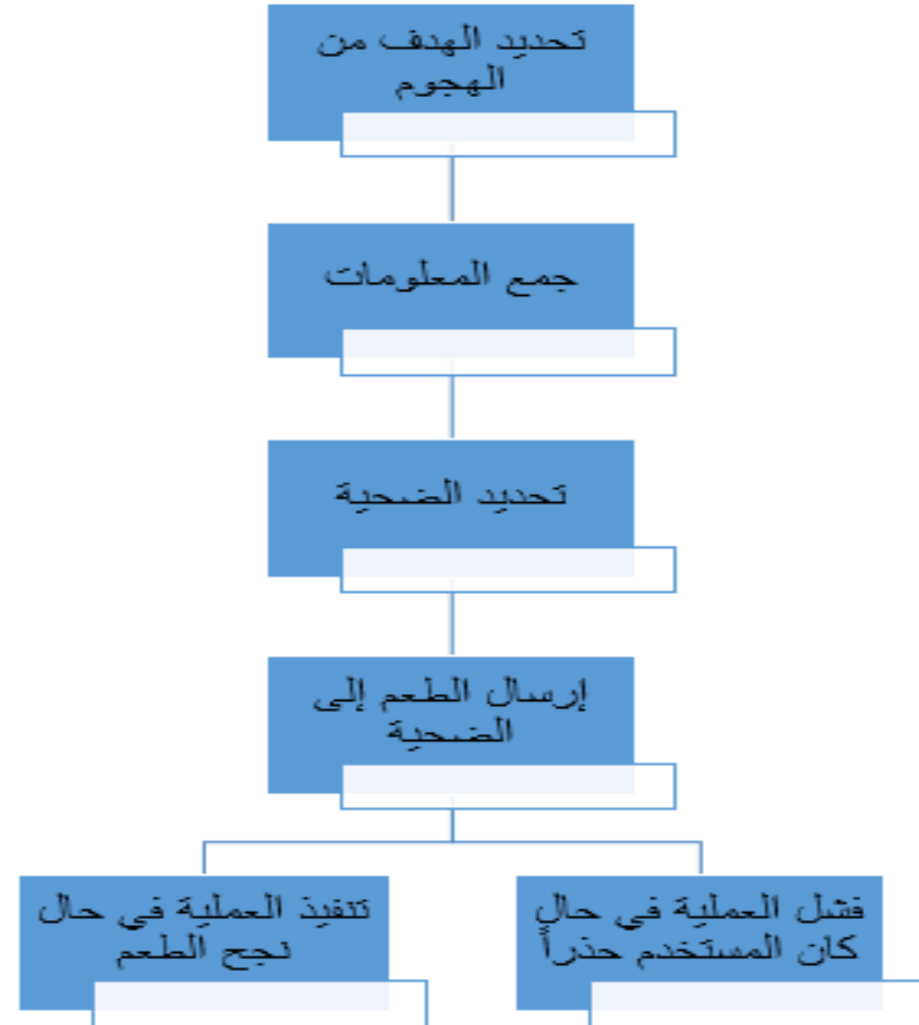 تحديد الهدف من
الهجوم
جمع المعلومات
تحديد الضحية
إرسال الطعم إلى
الضحية
فشل العملية في حال
كان المستخدم حذراً
تنفيذ العملية في حال
نجح الطعم